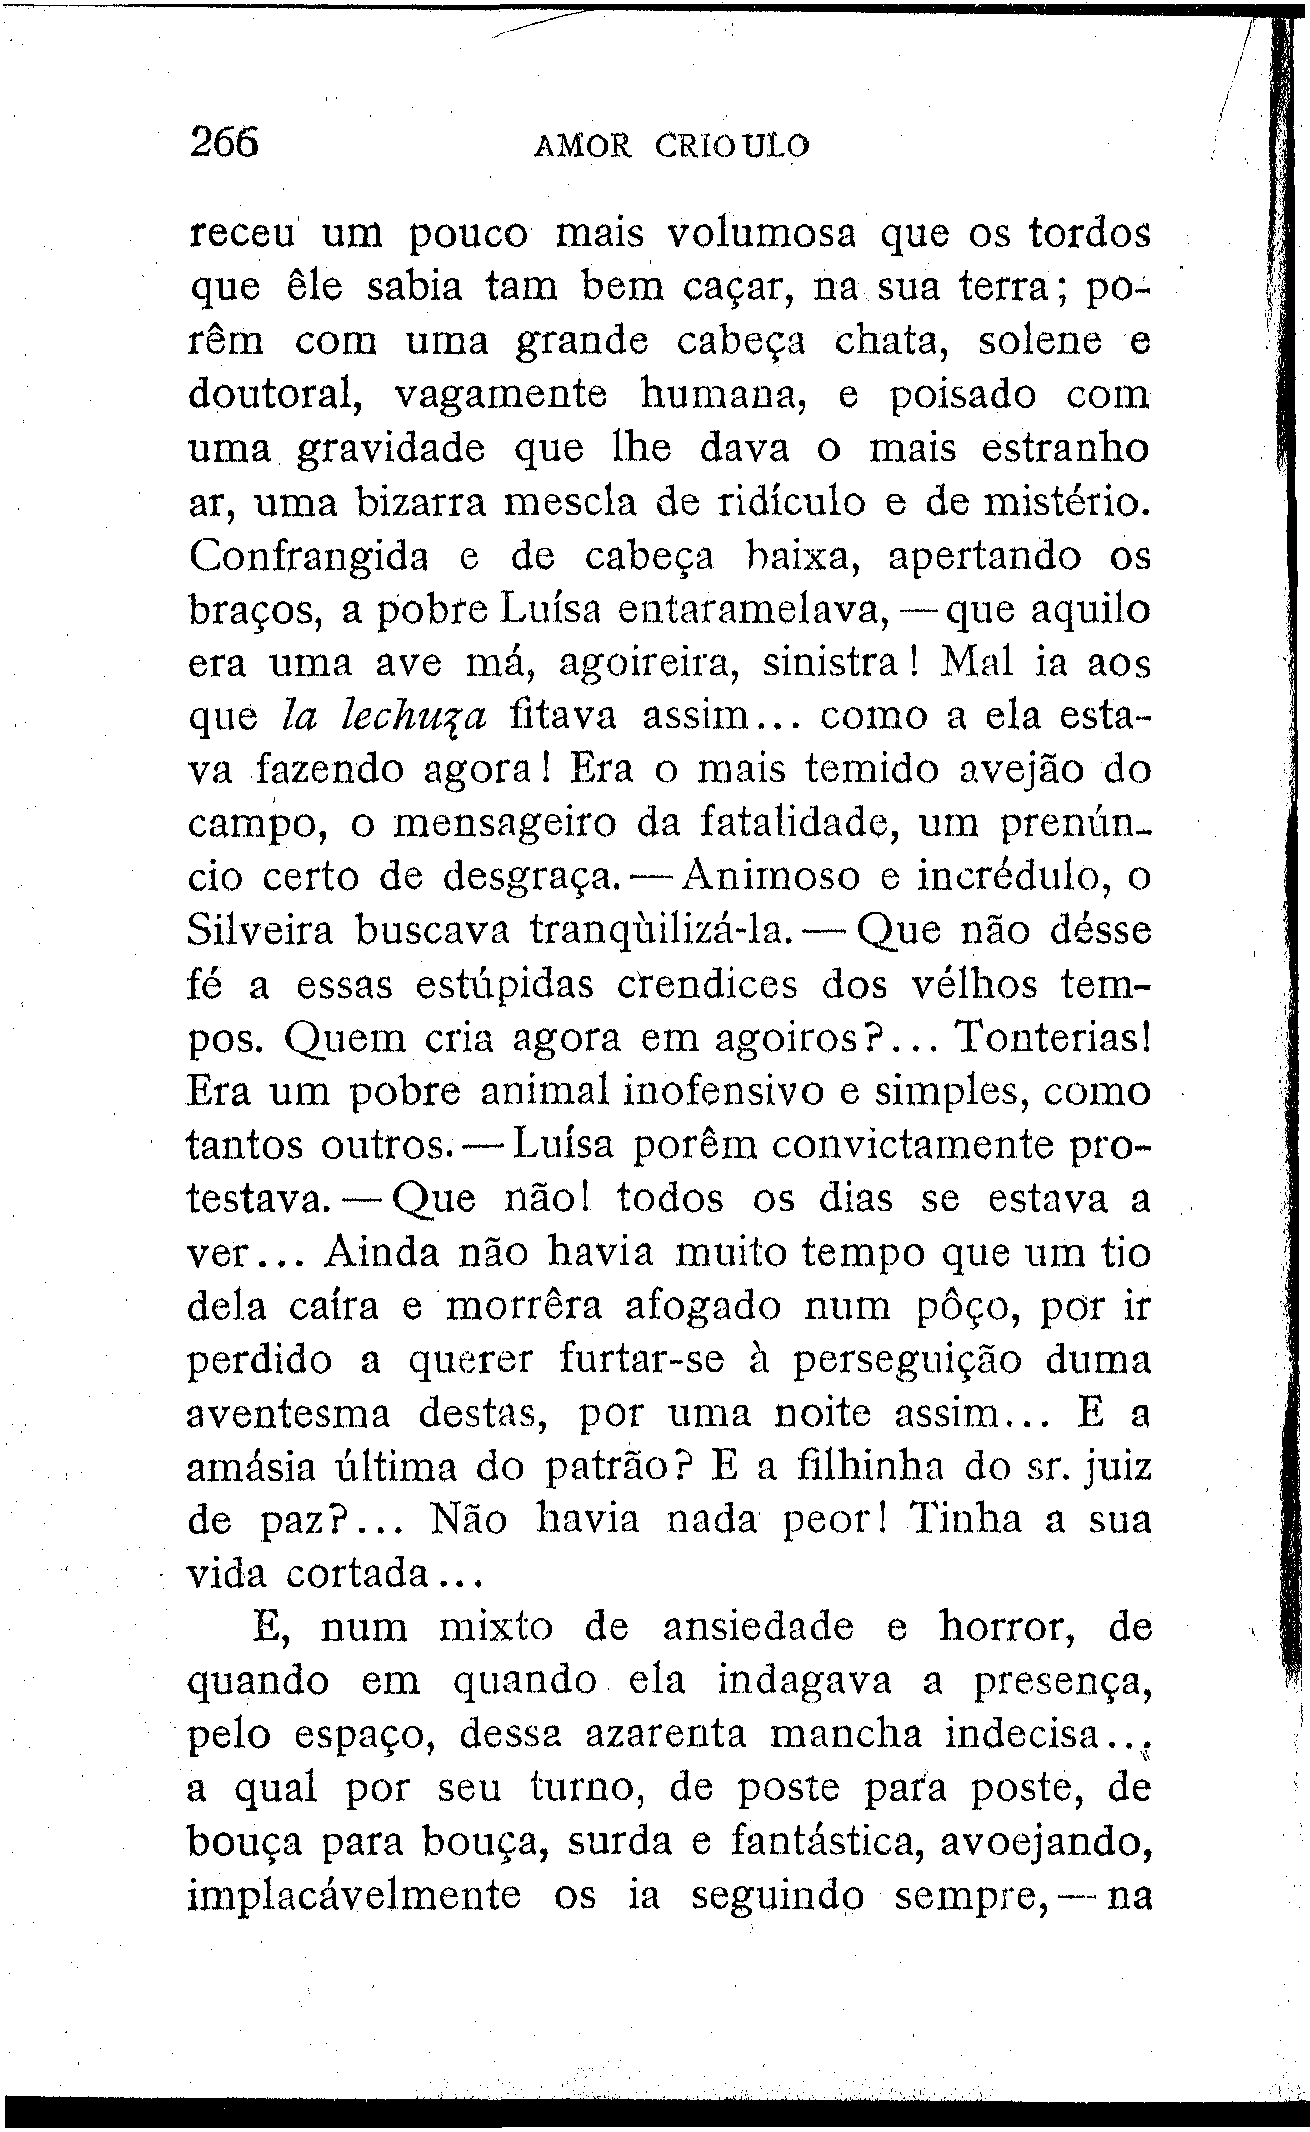 266 AMOR CRIOULO
receu um pouco mais volumosa que os tordos
que êle sabia tam bem caçar, na sua terra; po-
rêm com uma grande cabeça chata, solene e
doutoral, vagamente humana, e poisado com
uma gravidade que lhe dava o mais estranho
ar, uma bizarra mescla de ridículo e de mistério.
Confrangida e de cabeça baixa, apertando os
braços, a pobre Luísa entaramelava, — que aquilo
era uma ave má, agoireira, sinistra! Mal ia aos
que la lechuza fitava assim... como a ela esta-
va fazendo agora! Era o mais temido avejão do
campo, o mensageiro da fatalidade, um prenún-
cio certo de desgraça. — Animoso e incrédulo, o
Silveira buscava tranqùilizá-la. — Que não désse
fé a essas estúpidas crendices dos vélhos tem-
pos. Quem cria agora em agoiros?... Tonterias!
Era um pobre animal inofensivo e simples, como
tantos outros. — Luísa porêm convictamente pro-
testava. — Que não! todos os dias se estava a
ver... Ainda não havia muito tempo que um tio
dela caíra e morrêra afogado num pôço, por ir
perdido a querer furtar-se à perseguição duma
aventesma destas, por uma noite assim... E a
amásia última do patrão? E a filhinha do sr. juiz
de paz?... Não havia nada peor! Tinha a sua
vida cortada...
E, num mixto de ansiedade e horror, de
quando em quando ela indagava a presença,
pelo espaço, dessa azarenta mancha indecisa...
a qual por seu turno, de poste para poste, de
bouça para bouça, surda e fantástica, avoejando,
implacávelmente os ia seguindo sempre, — na